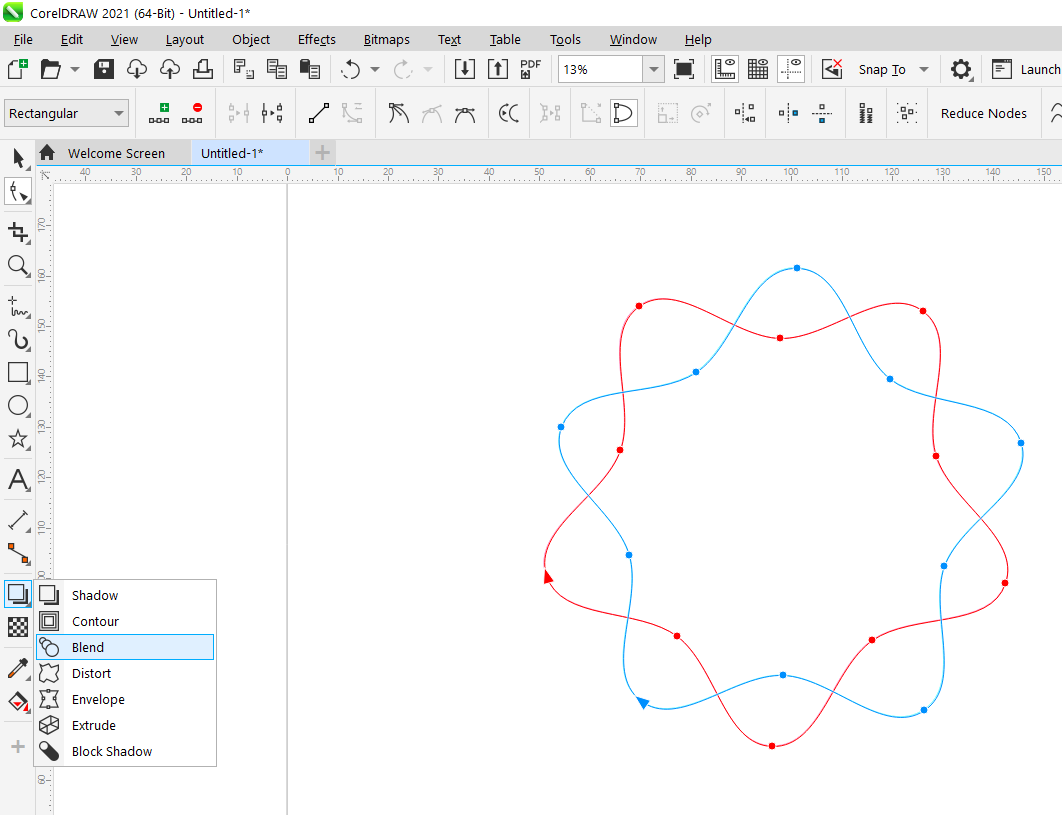 CorelDRAW 2021 (64-Bit) - Untitled-1*
File Edit View Layout Object Effects Bitmaps Text Table Tools Window Help
PDF 13% Snap To Launch
Rectangular Reduce Nodes
Welcome Screen Untitled-1*
40 30 20 10 0 10 20 30 40 50 60 70 80 90 100 110 120 130 140 150
170
160
150
140
130
120
110
100
A
Shadow
Contour
Blend
Distort
Envelope
Extrude
Block Shadow
60